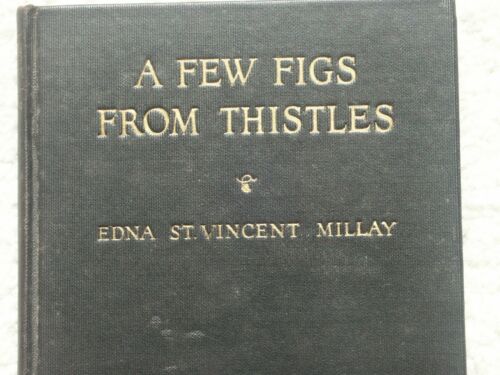 A FEW FIGS
FROM THISTLES
EDNA ST. VINCENT MILLAY